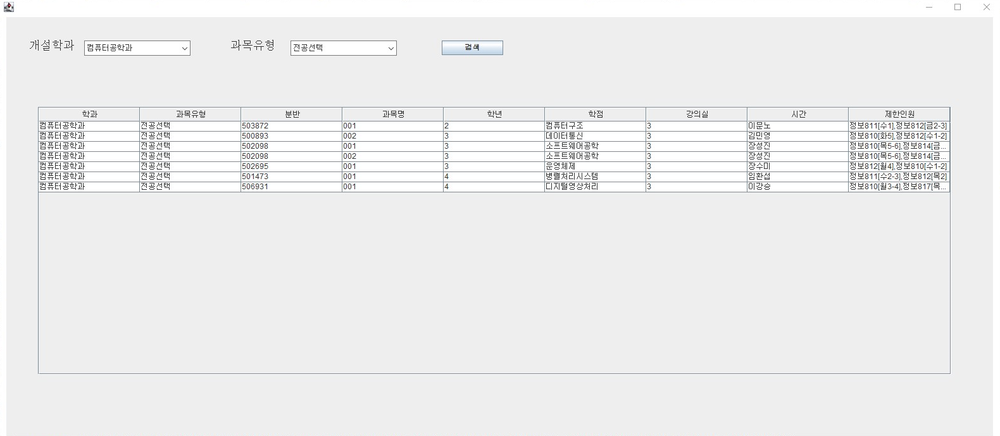 개설학과 컴퓨터공학과 과목유형 전공선택 검색
학과 과목유형 분반 과목명 학년 학점 강의실 시간 제한인원
컴퓨터공학과 전공선택 503872 001 2 컴퓨터구조 3 이문노 정보811[수1],정보812[금2-3]
컴퓨터공학과 전공선택 500893 002 3 데이터통신 3 김민영 정보810[화5],정보812[수1-2]
컴퓨터공학과 전공선택 502098 001 3 소프트웨어공학 3 장성진 정보810[목5-6],정보814[금...
컴퓨터공학과 전공선택 502098 002 3 소프트웨어공학 3 장성진 정보810[목5-6],정보814[금...
컴퓨터공학과 전공선택 502695 001 3 운영체제 3 장수미 정보812[월4],정보810[수1-2]
컴퓨터공학과 전공선택 501473 001 4 병렬처리시스템 3 임환섭 정보811[수2-3],정보812[목2]
컴퓨터공학과 전공선택 506931 001 4 디지털영상처리 3 이강승 정보810[월3-4],정보817[목...